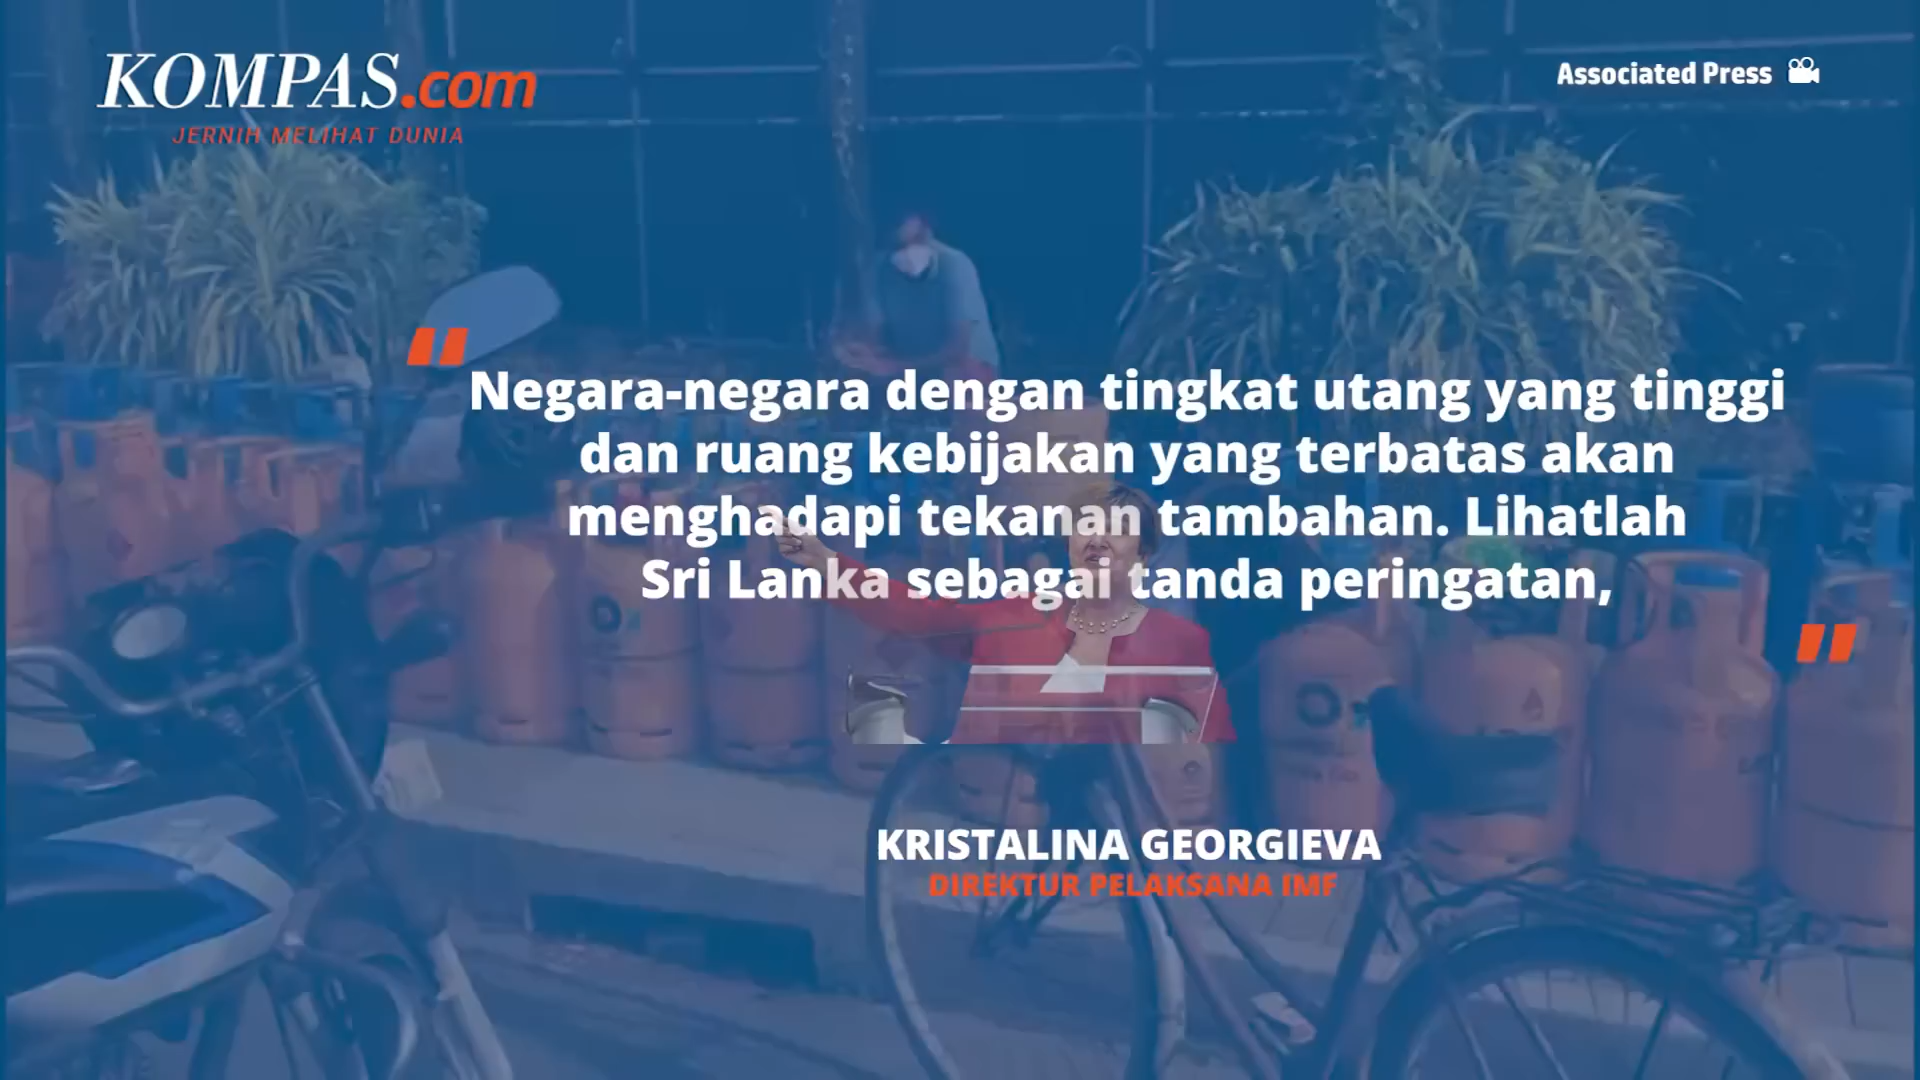 KOMPAS.com
JERNIH MELIHAT DUNIA
Associated Press
"Negara-negara dengan tingkat utang yang tinggi
dan ruang kebijakan yang terbatas akan
menghadapi tekanan tambahan. Lihatlah
Sri Lanka sebagai tanda peringatan,"
KRISTALINA GEORGIEVA
DIREKTUR PELAKSANA IMF